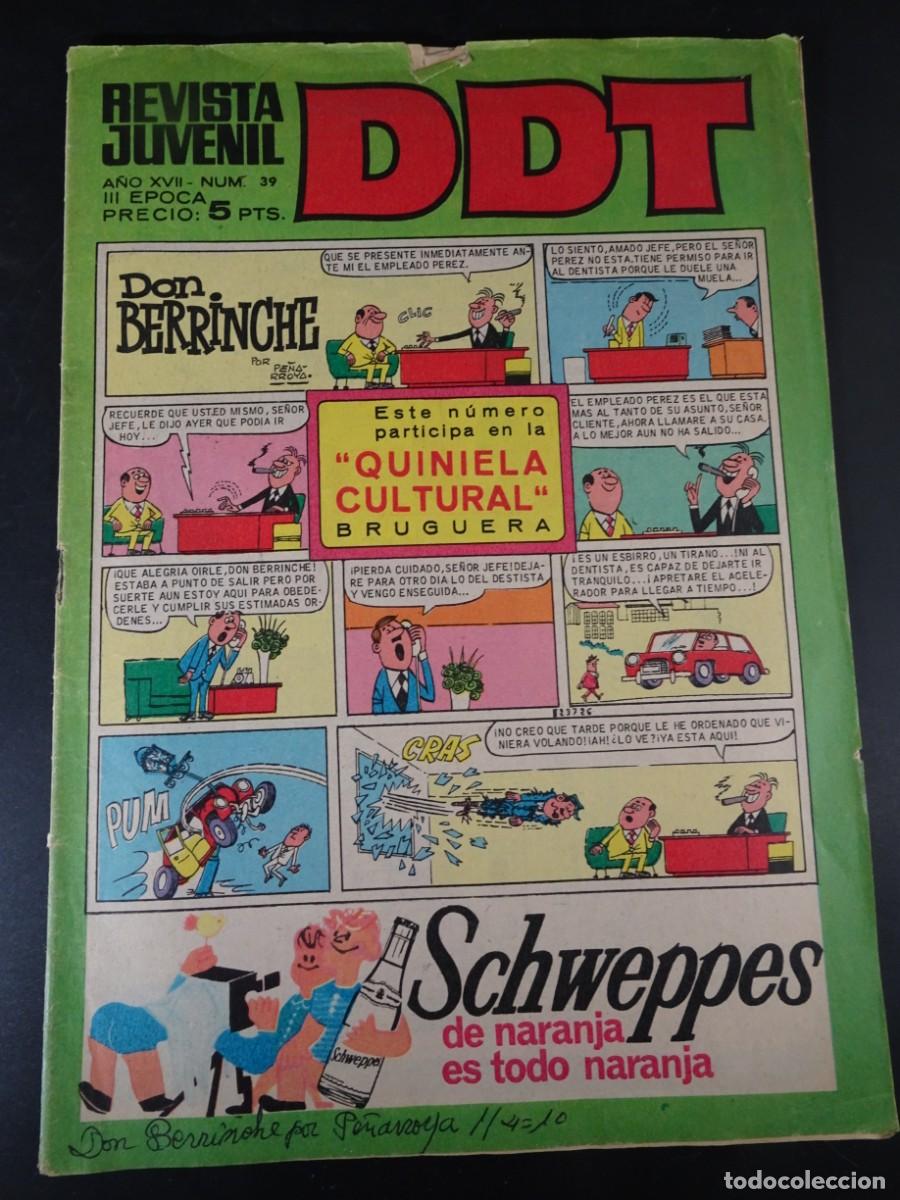 REVISTA
JUVENIL
DDT
AÑO XVII - NUM. 39
III EPOCA
PRECIO: 5 PTS.
Don
BERRINCHE
POR PEÑA-
RROYA.
QUE SE PRESENTE INMEDIATAMENTE AN-
TE MI EL EMPLEADO PEREZ.
CLIC
LO SIENTO, AMADO JEFE, PERO EL SEÑOR
PEREZ NO ESTA, TIENE PERMISO PARA IR
AL DENTISTA PORQUE LE DUELE UNA
MUELA...
RECUERDE QUE USTED MISMO, SEÑOR
JEFE, LE DIJO AYER QUE PODIA IR
HOY...
Este número
participa en la
"QUINIELA
CULTURAL"
BRUGUERA
EL EMPLEADO PEREZ ES EL QUE ESTA
MAS AL TANTO DE SU ASUNTO, SEÑOR
CLIENTE, AHORA LLAMARE A SU CASA.
A LO MEJOR AUN NO HA SALIDO...
¡QUE ALEGRIA OIRLE, DON BERRINCHE!
ESTABA A PUNTO DE SALIR PERO POR
SUERTE AUN ESTOY AQUI PARA OBEDE-
CERLE Y CUMPLIR SUS ESTIMADAS OR-
DENES...
¡PIERDA CUIDADO, SEÑOR JEFE! DEJA-
RE PARA OTRO DIA LO DEL DESTISTA
Y VENGO ENSEGUIDA...
¡ES UN ESBIRRO, UN TIRANO...! NI AL
DENTISTA, ES CAPAZ DE DEJARTE IR
TRANQUILO... ¡APRETARE EL ACELE-
RADOR PARA LLEGAR A TIEMPO...!
23726
PUM
CRAS
¡NO CREO QUE TARDE PORQUE LE HE ORDENADO QUE VI-
NIERA VOLANDO! ¡AH! ¿LO VE? ¡YA ESTA AQUI!
Schweppes
Schweppes
de naranja
es todo naranja
Don Berrinche por Peñarroya 11 4=10
todocoleccion